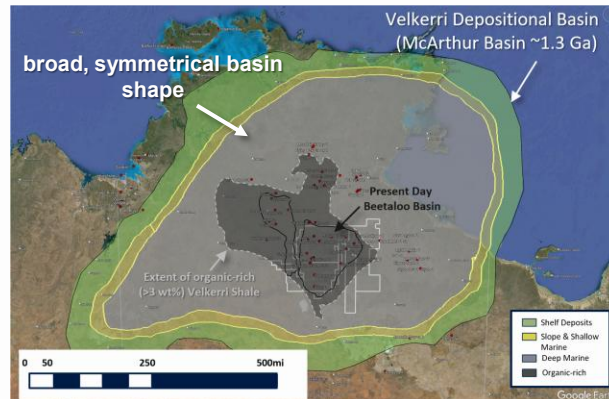 Velkerri Depositional Basin
(McArthur Basin ~1.3 Ga)
broad, symmetrical basin
shape
Present Day
Beetaloo Basin
Extent of organic-rich
(>3 wt%) Velkerri Shale
Shelf Deposits
Slope & Shallow
Marine
Deep Marine
Organic-rich
0 50 250 500mi
Google Ear